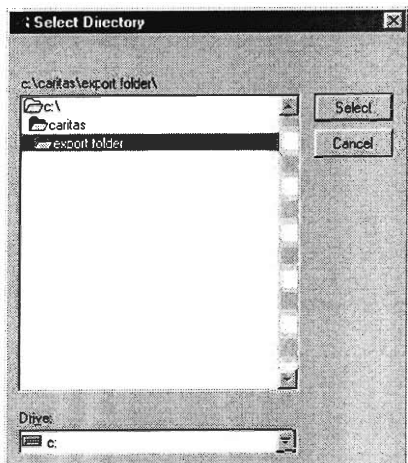 Select Directory
c:\caritas\export folder\
c:\
caritas
export folder
Select
Cancel
Drive:
c: